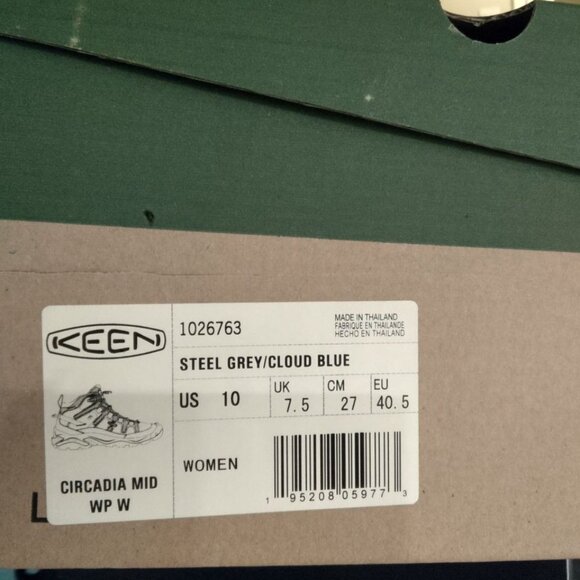 KEEN
CIRCADIA MID
WP W
1026763
MADE IN THAILAND
FABRIQUE EN THAILANDE
HECHO EN THAILAND
STEEL GREY/CLOUD BLUE
US 10
UK
7.5
CM
27
EU
40.5
WOMEN
1 95208 05977 3
L